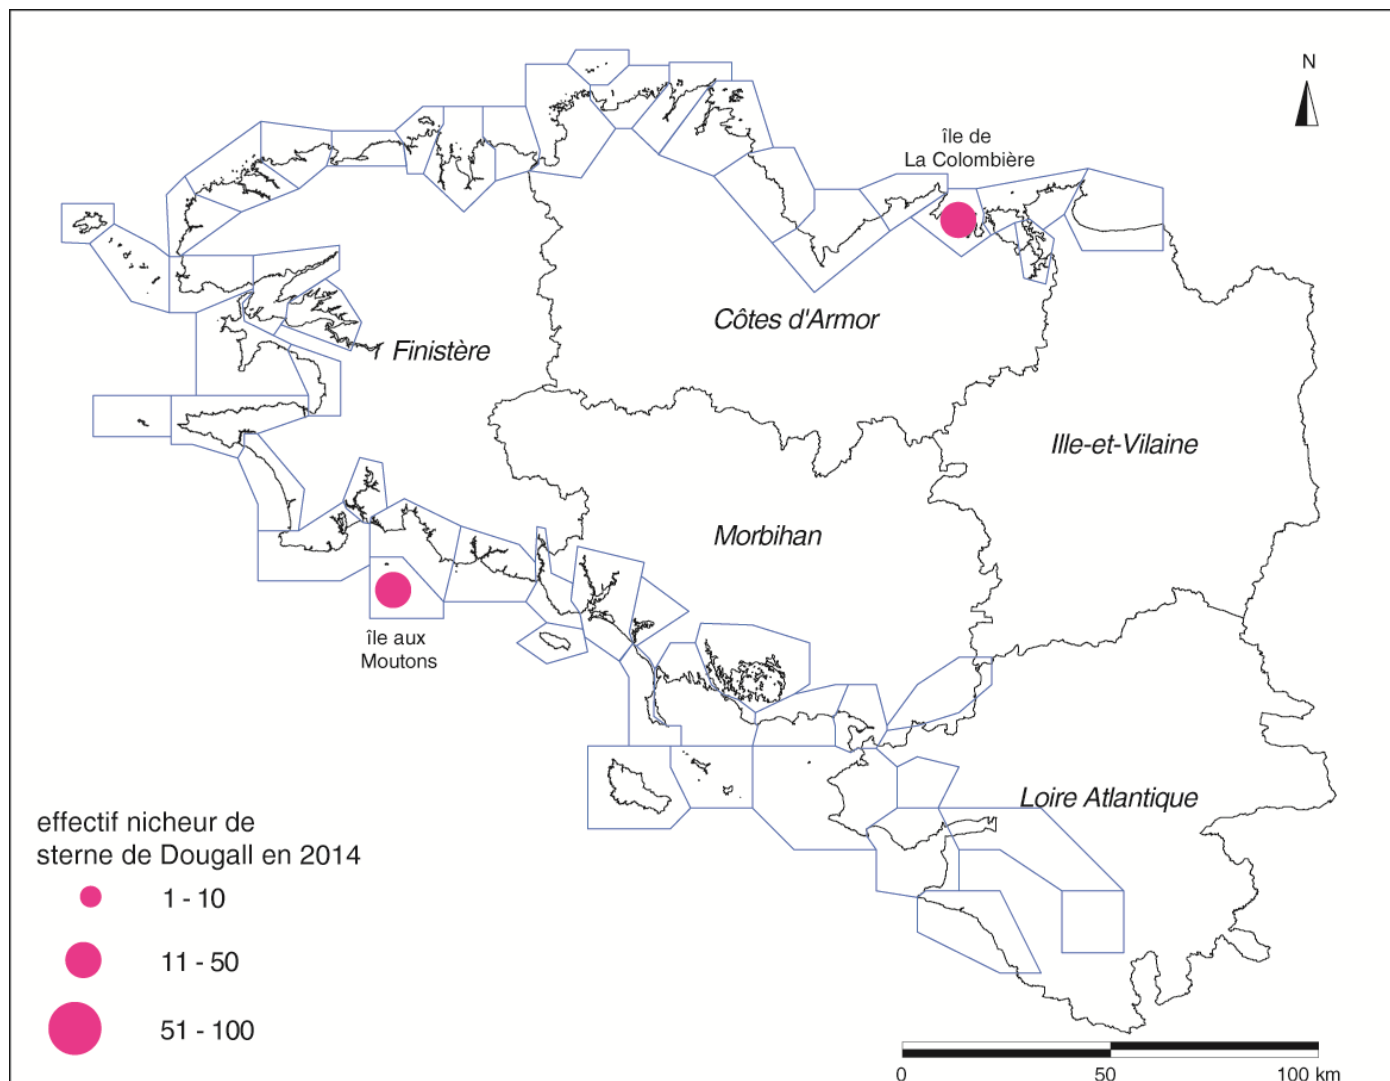 N
île de
La Colombière
Côtes d'Armor
Finistère
Ille-et-Vilaine
Morbihan
île aux
Moutons
Loire Atlantique
effectif nicheur de
sterne de Dougall en 2014
1 - 10
11 - 50
51 - 100
0 50 100 km